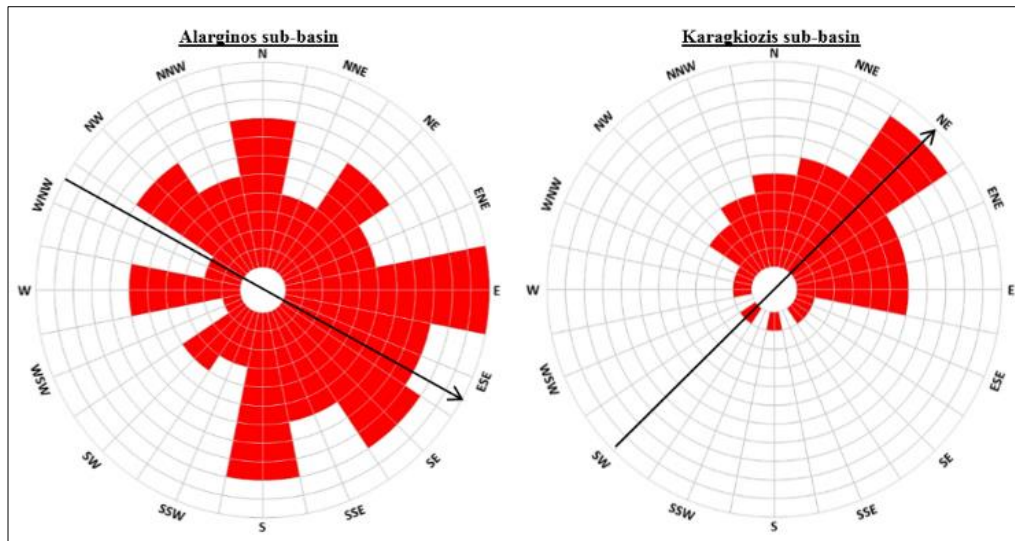 Alarginos sub-basin
N
NNE
NE
ENE
E
ESE
SE
SSE
S
SSW
SW
WSW
W
WNW
NW
NNW
Karagkiozis sub-basin
N
NNE
NE
ENE
E
ESE
SE
SSE
S
SSW
SW
WSW
W
WNW
NW
NNW